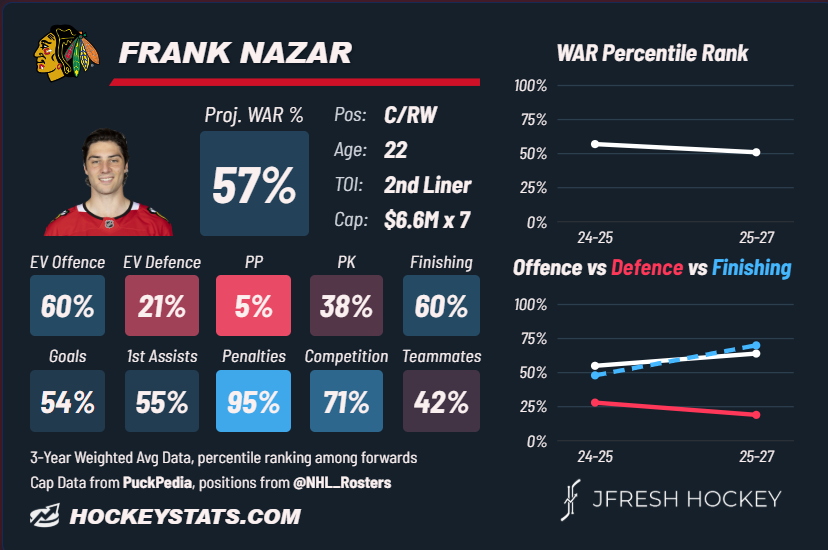 FRANK NAZAR
Proj. WAR %
57%
Pos: C/RW
Age: 22
TOI: 2nd Liner
Cap: $6.6M x 7
EV Offence EV Defence PP PK Finishing
60% 21% 5% 38% 60%
Goals 1st Assists Penalties Competition Teammates
54% 55% 95% 71% 42%
3-Year Weighted Avg Data, percentile ranking among forwards
Cap Data from PuckPedia, positions from @NHL_Rosters
HOCKEYSTATS.COM
WAR Percentile Rank
100%
75%
50%
25%
0%
24-25 25-27
Offence vs Defence vs Finishing
100%
75%
50%
25%
0%
24-25 25-27
JFRESH HOCKEY